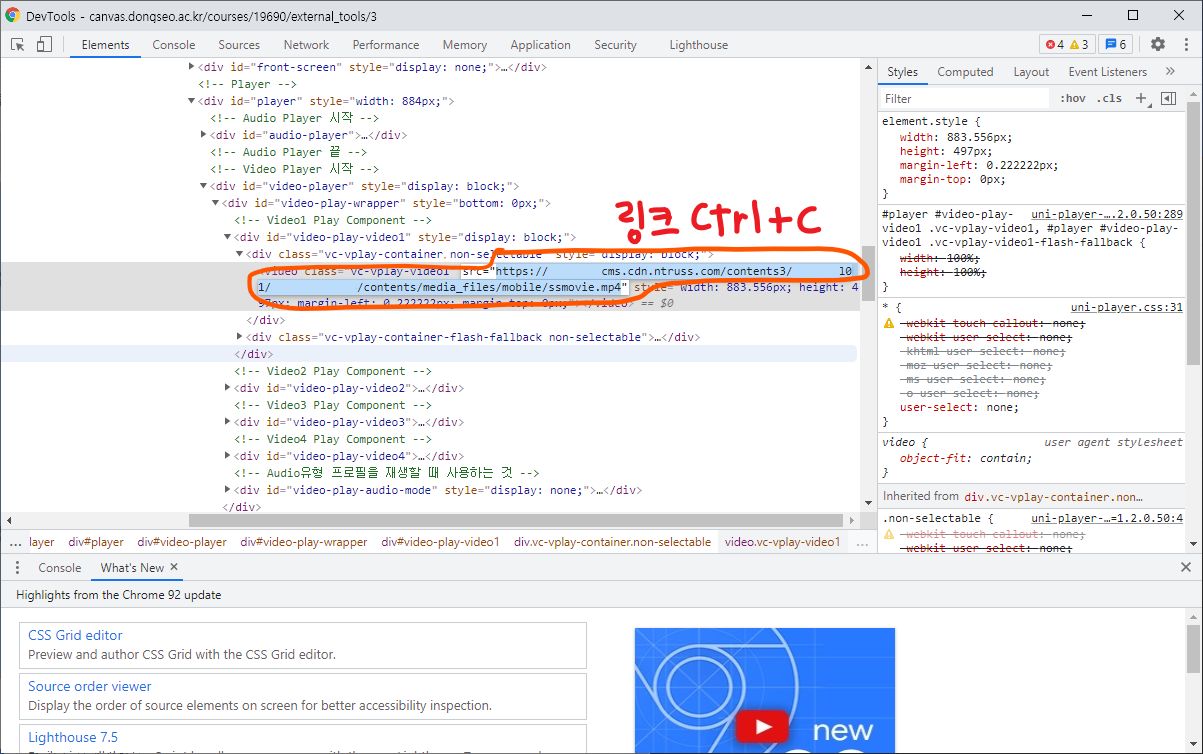 DevTools - canvas.dongseo.ac.kr/courses/19690/external_tools/3
Elements Console Sources Network Performance Memory Application Security Lighthouse 4 3 6
<div id="front-screen" style="display: none;">…</div>
<!-- Player -->
<div id="player" style="width: 884px;">
<!-- Audio Player 시작 -->
<div id="audio-player">…</div>
<!-- Audio Player 끝 -->
<!-- Video Player 시작 -->
<div id="video-player" style="display: block;">
<div id="video-play-wrapper" style="bottom: 0px;">
<!-- Video1 Play Component -->
링크 Ctrl+C
<div id="video-play-video1" style="display: block;">
<div class="vc-vplay-container non-selectable" style="display: block;">
<video class="vc-vplay-video1" src="https:// cms.cdn.ntruss.com/contents3/ 10
1/ /contents/media_files/mobile/ssmovie.mp4" style="width: 883.556px; height: 4
97px; margin-left: 0.222222px; margin-top: 0px;"></video> == $0
</div>
<div class="vc-vplay-container-flash-fallback non-selectable">…</div>
</div>
<!-- Video2 Play Component -->
<div id="video-play-video2">…</div>
<!-- Video3 Play Component -->
<div id="video-play-video3">…</div>
<!-- Video4 Play Component -->
<div id="video-play-video4">…</div>
<!-- Audio유형 프로필을 재생할 때 사용하는 것 -->
<div id="video-play-audio-mode" style="display: none;">…</div>
</div>
... layer div#player div#video-player div#video-play-wrapper div#video-play-video1 div.vc-vplay-container.non-selectable video.vc-vplay-video1 ...
Styles Computed Layout Event Listeners »
Filter :hov .cls +
element.style {
width: 883.556px;
height: 497px;
margin-left: 0.222222px;
margin-top: 0px;
}
#player #video-play- uni-player-….2.0.50:289
video1 .vc-vplay-video1, #player #video-play-
video1 .vc-vplay-video1-flash-fallback {
width: 100%;
height: 100%;
}
* { uni-player.css:31
-webkit-touch-callout: none;
-webkit-user-select: none;
-khtml-user-select: none;
-moz-user-select: none;
-ms-user-select: none;
-o-user-select: none;
user-select: none;
}
video { user agent stylesheet
object-fit: contain;
}
Inherited from div.vc-vplay-container.non…
.non-selectable { uni-player-…=1.2.0.50:4
-webkit-touch-callout: none;
-webkit-user-select: none;
Console What's New ×
Highlights from the Chrome 92 update
CSS Grid editor
Preview and author CSS Grid with the CSS Grid editor.
Source order viewer
Display the order of source elements on screen for better accessibility inspection.
Lighthouse 7.5
new